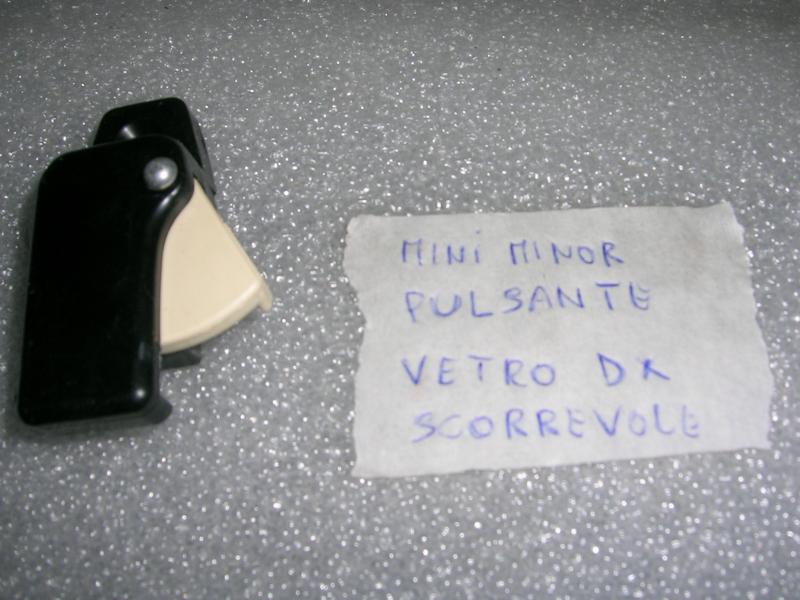 MINI MINOR
PULSANTE
VETRO DX
SCORREVOLE